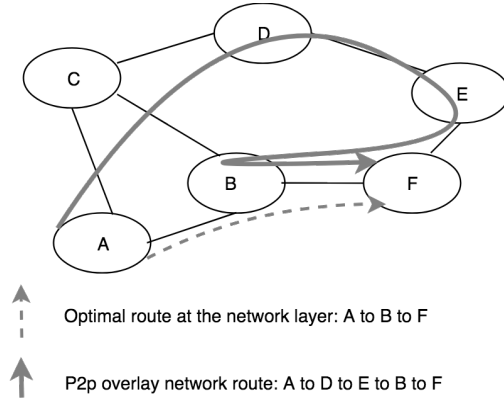 D
C
E
B
F
A
Optimal route at the network layer: A to B to F
P2p overlay network route: A to D to E to B to F